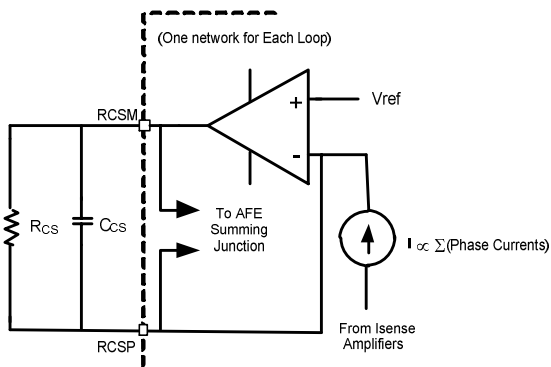 (One network for Each Loop)
RCSM
+
Vref
-
RCS
CCS
To AFE
Summing
Junction
I ∝ Σ(Phase Currents)
From Isense
Amplifiers
RCSP